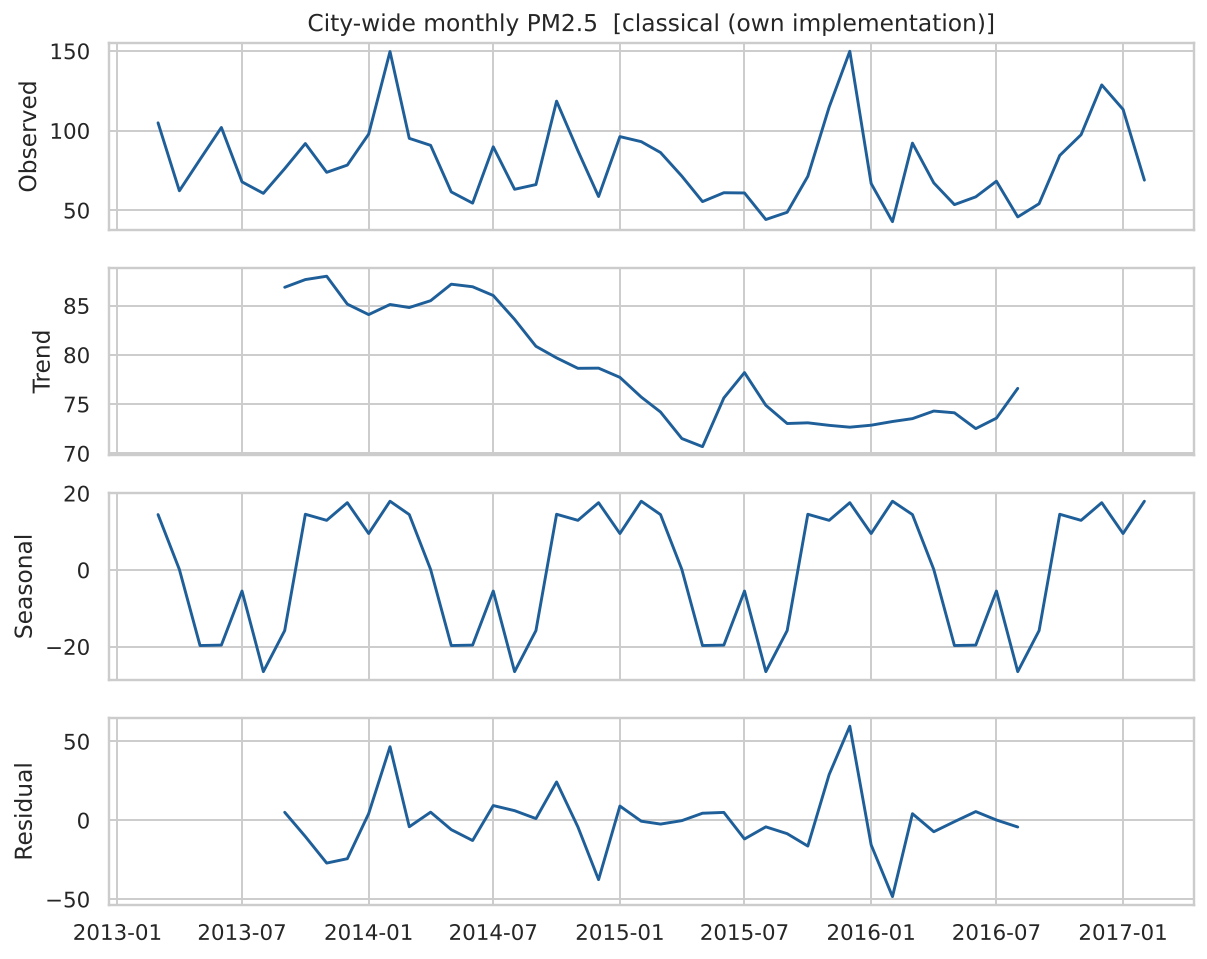 City-wide monthly PM2.5 [classical (own implementation)]
Observed
150
100
50
Trend
85
80
75
70
Seasonal
20
0
−20
Residual
50
0
−50
2013-01 2013-07 2014-01 2014-07 2015-01 2015-07 2016-01 2016-07 2017-01